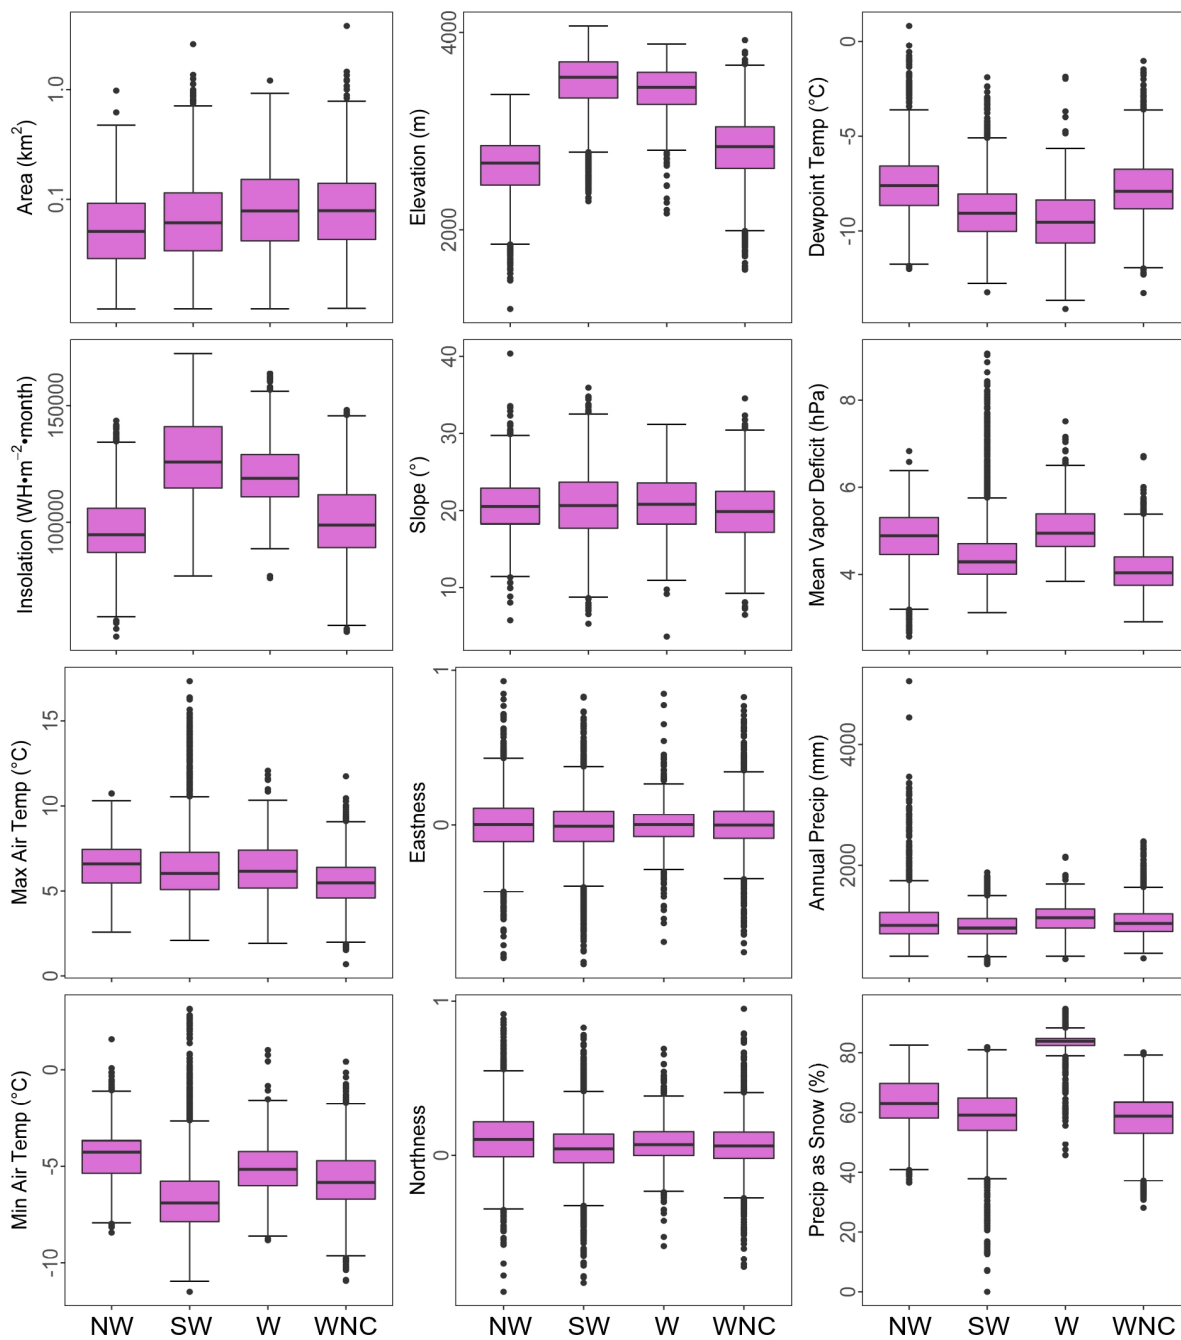 Area (km²)
1.0
0.1
Elevation (m)
4000
2000
Dewpoint Temp (°C)
0
-5
-10
Insolation (WH•m⁻²•month)
150000
100000
Slope (°)
40
30
20
10
Mean Vapor Deficit (hPa)
8
6
4
Max Air Temp (°C)
15
10
5
0
Eastness
1
0
Annual Precip (mm)
4000
2000
Min Air Temp (°C)
0
-5
-10
Northness
1
0
Precip as Snow (%)
80
60
40
20
0
NW SW W WNC NW SW W WNC NW SW W WNC